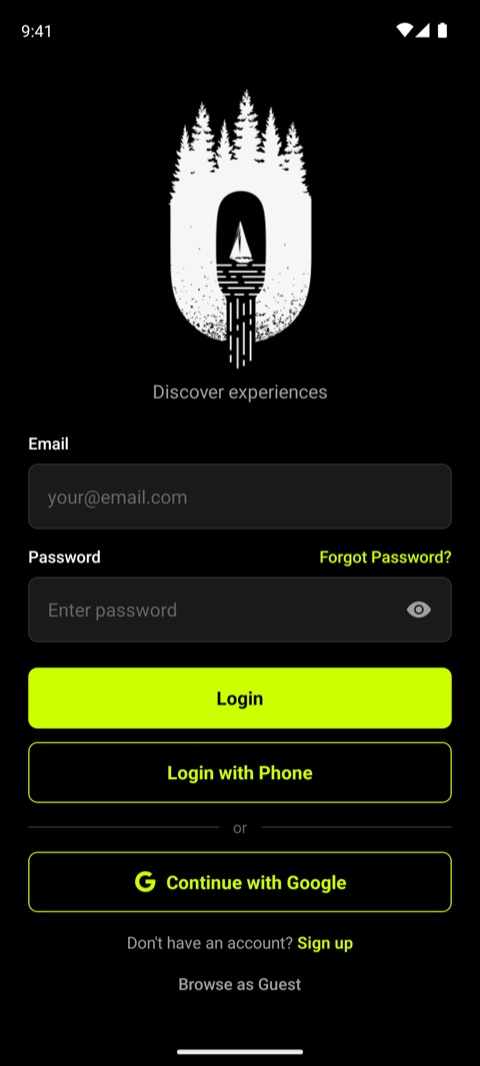 9:41
Discover experiences
Email
your@email.com
Password
Forgot Password?
Enter password
Login
Login with Phone
or
Continue with Google
Don't have an account? Sign up
Browse as Guest